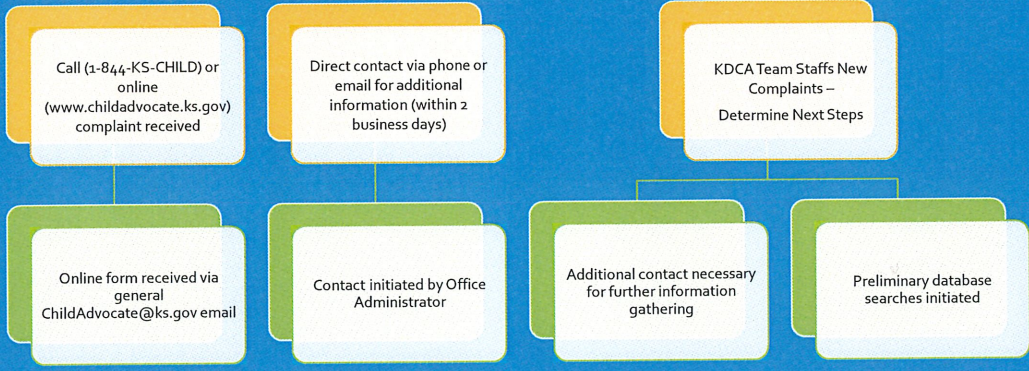 Call (1-844-KS-CHILD) or
online
(www.childadvocate.ks.gov)
complaint received
Direct contact via phone or
email for additional
information (within 2
business days)
KDCA Team Staffs New
Complaints –
Determine Next Steps
Online form received via
general
ChildAdvocate@ks.gov email
Contact initiated by Office
Administrator
Additional contact necessary
for further information
gathering
Preliminary database
searches initiated